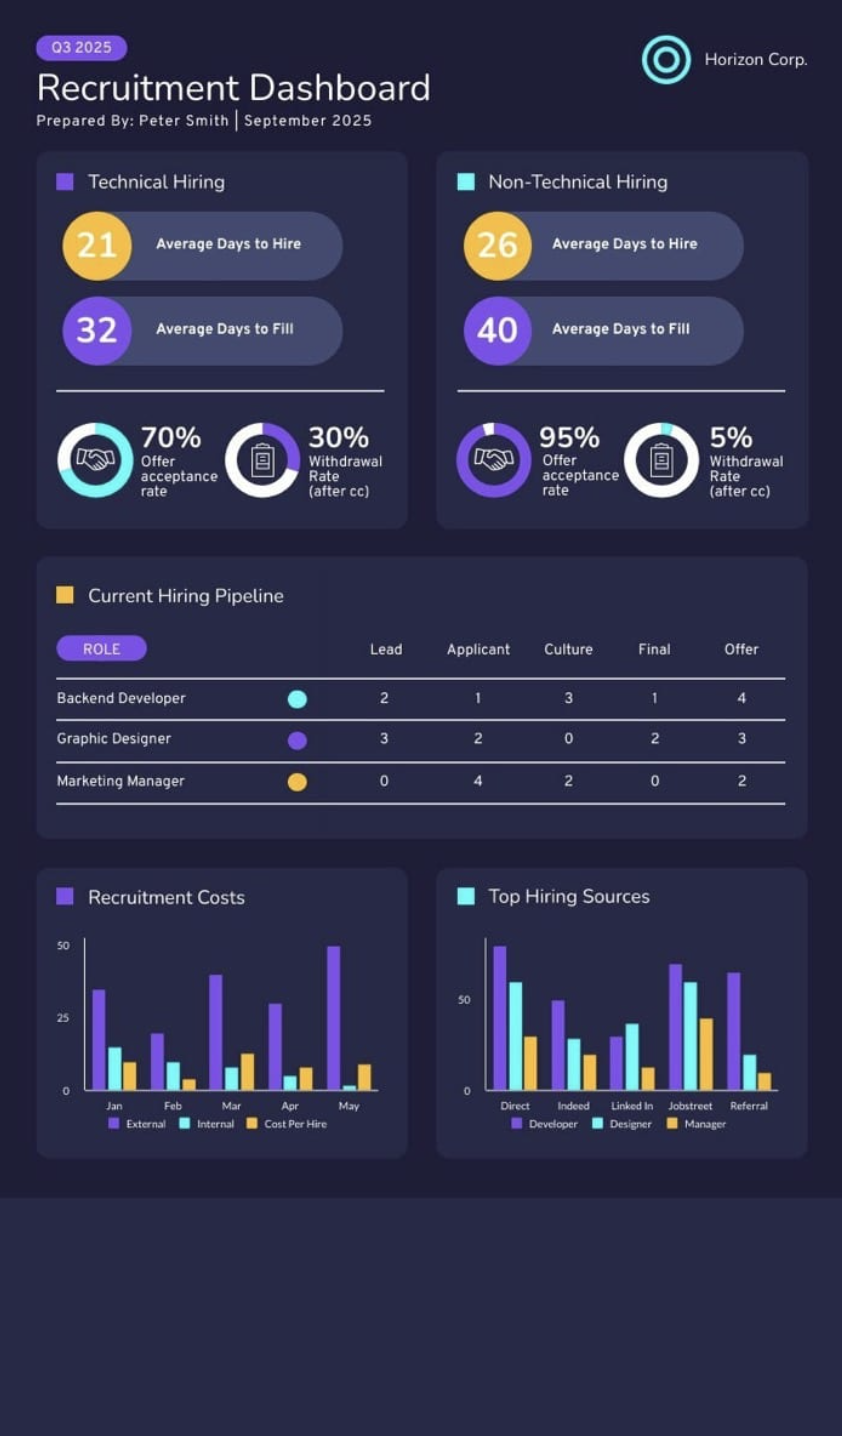 Q3 2025
Recruitment Dashboard
Prepared By: Peter Smith | September 2025
Horizon Corp.
Technical Hiring
21 Average Days to Hire
32 Average Days to Fill
70%
Offer
acceptance
rate
30%
Withdrawal
Rate
(after cc)
Non-Technical Hiring
26 Average Days to Hire
40 Average Days to Fill
95%
Offer
acceptance
rate
5%
Withdrawal
Rate
(after cc)
Current Hiring Pipeline
ROLE Lead Applicant Culture Final Offer
Backend Developer 2 1 3 1 4
Graphic Designer 3 2 0 2 3
Marketing Manager 0 4 2 0 2
Recruitment Costs
50
25
0
Jan Feb Mar Apr May
External Internal Cost Per Hire
Top Hiring Sources
50
0
Direct Indeed Linked In Jobstreet Referral
Developer Designer Manager